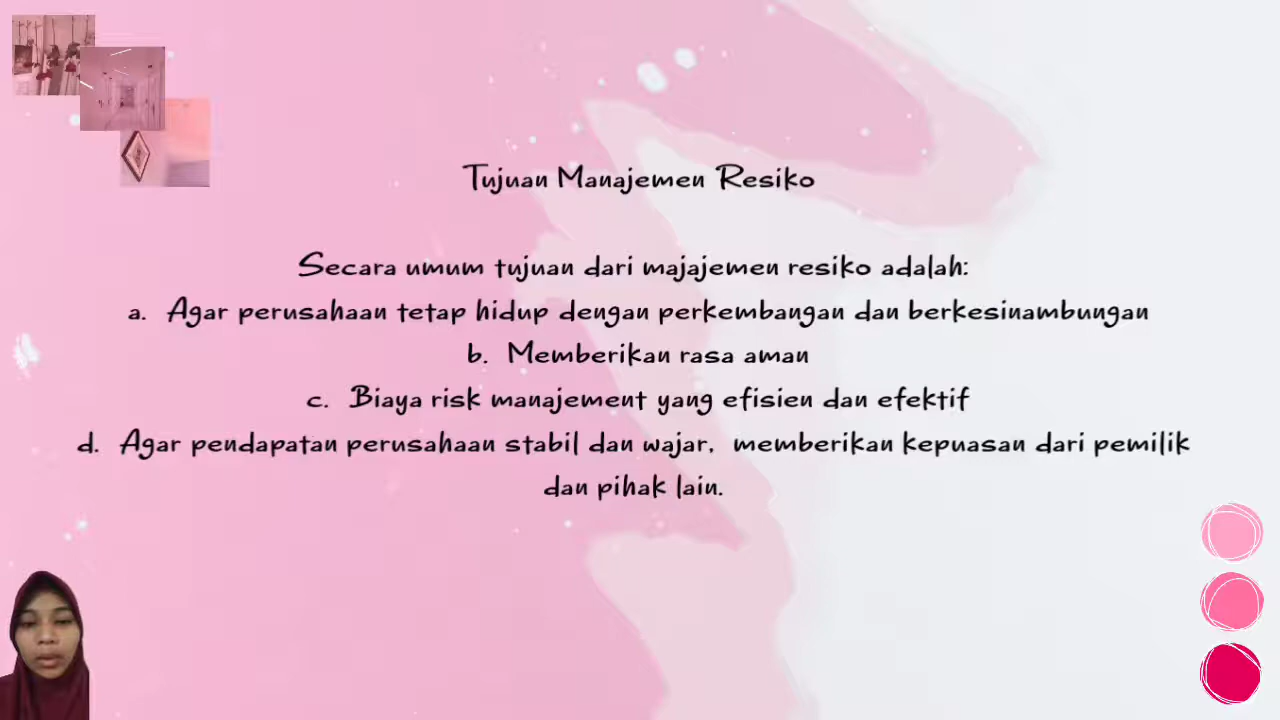 Tujuan Manajemen Resiko
Secara umum tujuan dari majajemen resiko adalah:
a. Agar perusahaan tetap hidup dengan perkembangan dan berkesinambungan
b. Memberikan rasa aman
c. Biaya risk manajement yang efisien dan efektif
d. Agar pendapatan perusahaan stabil dan wajar, memberikan kepuasan dari pemilik
dan pihak lain.